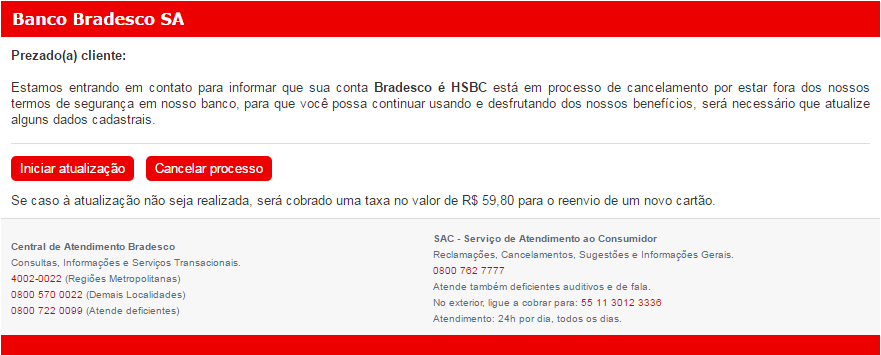 Banco Bradesco SA
Prezado(a) cliente:
Estamos entrando em contato para informar que sua conta Bradesco é HSBC está em processo de cancelamento por estar fora dos nossos
termos de segurança em nosso banco, para que você possa continuar usando e desfrutando dos nossos benefícios, será necessário que atualize
alguns dados cadastrais.
Iniciar atualização Cancelar processo
Se caso à atualização não seja realizada, será cobrado uma taxa no valor de R$ 59,80 para o reenvio de um novo cartão.
Central de Atendimento Bradesco
Consultas, Informações e Serviços Transacionais.
4002-0022 (Regiões Metropolitanas)
0800 570 0022 (Demais Localidades)
0800 722 0099 (Atende deficientes)
SAC - Serviço de Atendimento ao Consumidor
Reclamações, Cancelamentos, Sugestões e Informações Gerais.
0800 762 7777
Atende também deficientes auditivos e de fala.
No exterior, ligue a cobrar para: 55 11 3012 3336
Atendimento: 24h por dia, todos os dias.